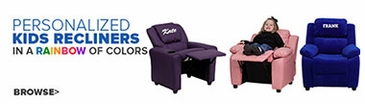 PERSONALIZED
KIDS RECLINERS
IN A RAINBOW OF COLORS
Kate
FRANK
BROWSE>